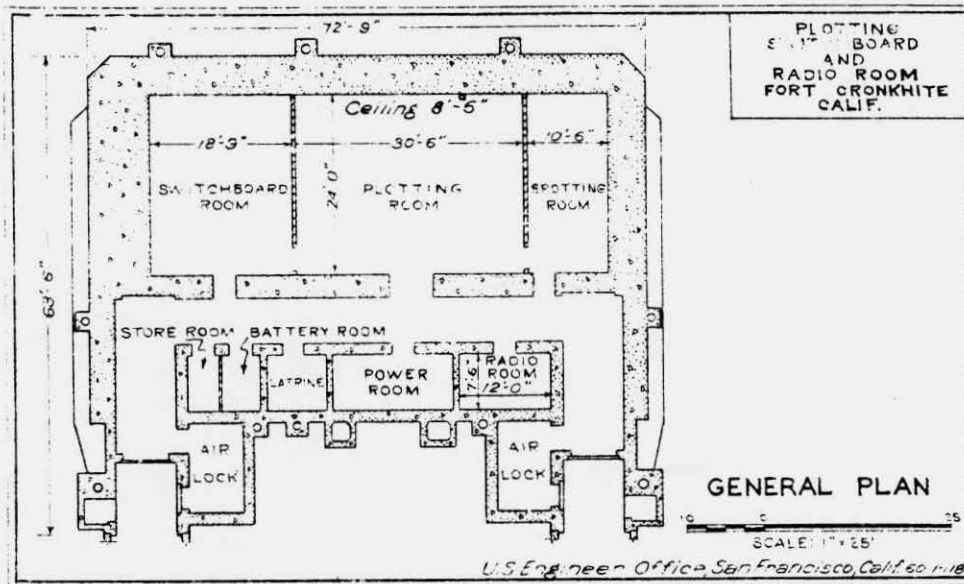 72'-9"
PLOTTING
BOARD
AND
RADIO ROOM
FORT CRONKHITE
CALIF.
Ceiling 8'-6"
18'-9"
30'-6"
10'-6"
24'-0"
SWITCHBOARD
ROOM
PLOTTING
ROOM
SPOTTING
ROOM
63'-6"
STORE ROOM
BATTERY ROOM
LATRINE
POWER
ROOM
7'-6"
RADIO
ROOM
12'-0"
AIR
LOCK
AIR
LOCK
GENERAL PLAN
10 0 25
SCALE: 1" = 25'
U.S. Engineer Office, San Francisco, Calif.